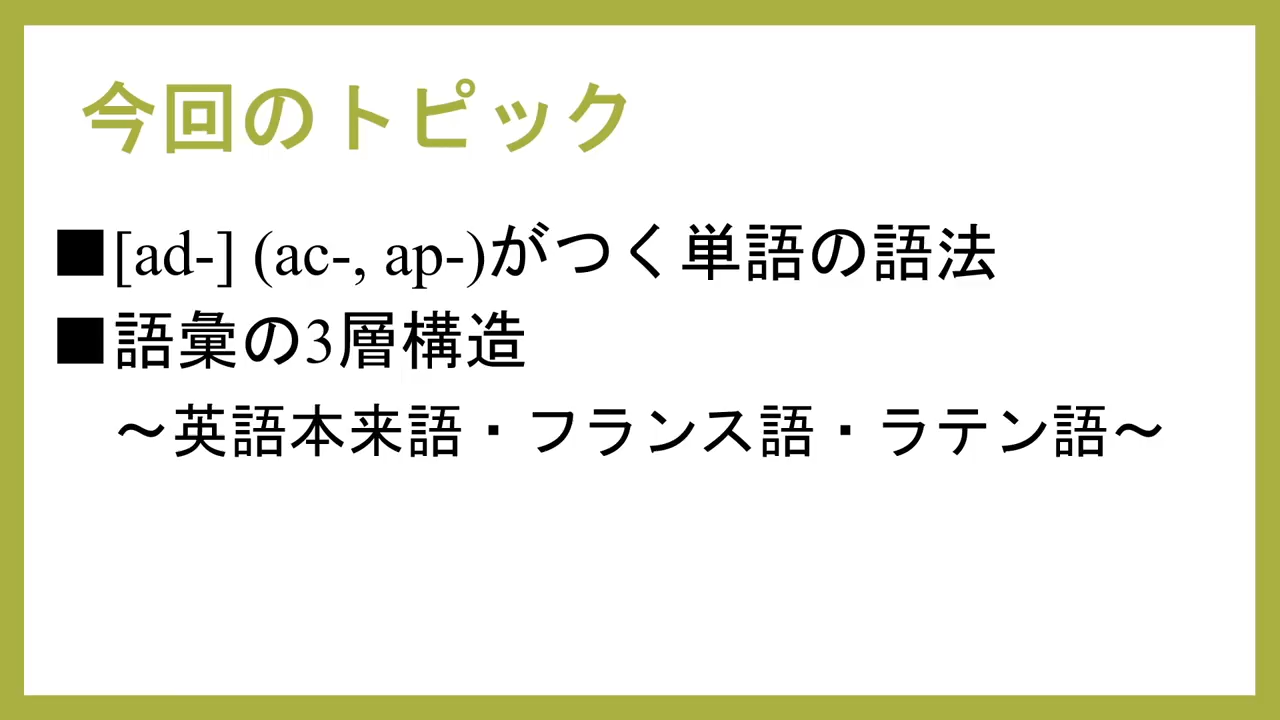 今回のトピック
■[ad-] (ac-, ap-)がつく単語の語法
■語彙の3層構造
～英語本来語・フランス語・ラテン語～